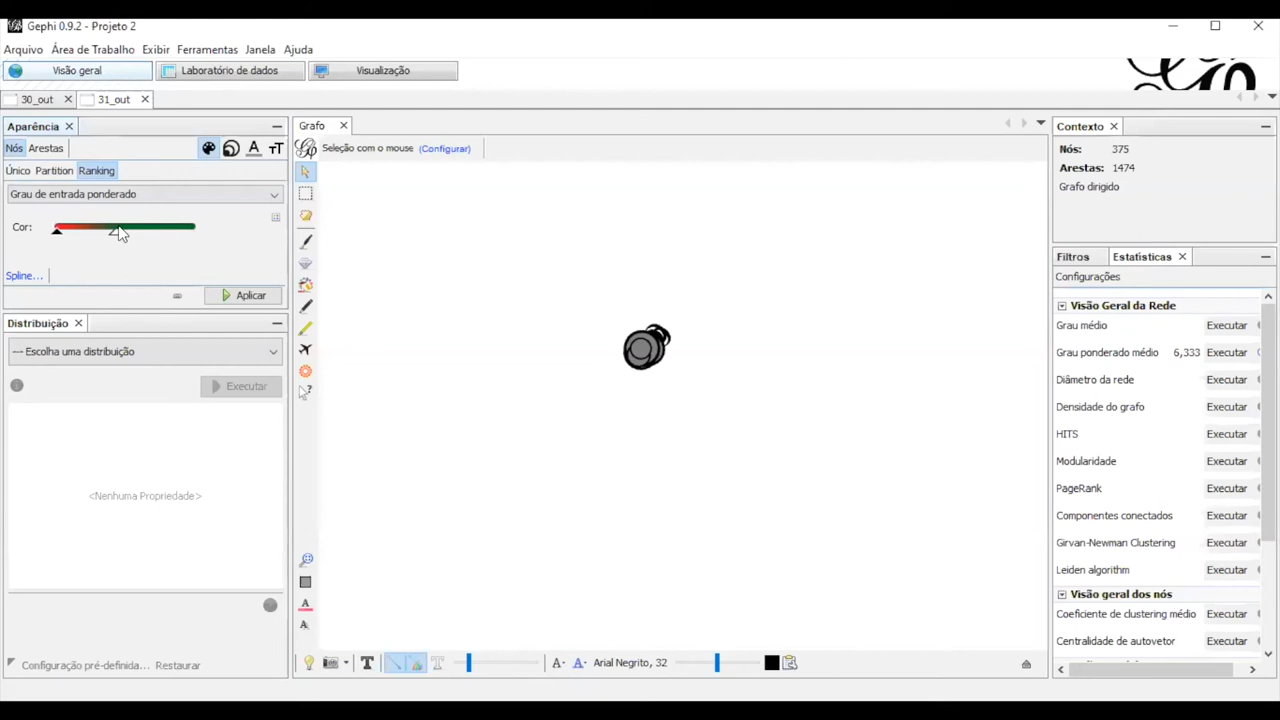 Gephi 0.9.2 - Projeto 2
Arquivo Área de Trabalho Exibir Ferramentas Janela Ajuda
Visão geral Laboratório de dados Visualização
30_out 31_out
Aparência
Nós Arestas
Único Partition Ranking
Grau de entrada ponderado
Cor:
Spline...
Aplicar
Distribuição
--- Escolha uma distribuição
Executar
<Nenhuma Propriedade>
Configuração pré-definida... Restaurar
Grafo
Seleção com o mouse (Configurar)
Arial Negrito, 32
Contexto
Nós: 375
Arestas: 1474
Grafo dirigido
Filtros Estatísticas
Configurações
Visão Geral da Rede
Grau médio Executar
Grau ponderado médio 6,333 Executar
Diâmetro da rede Executar
Densidade do grafo Executar
HITS Executar
Modularidade Executar
PageRank Executar
Componentes conectados Executar
Girvan-Newman Clustering Executar
Leiden algorithm Executar
Visão geral dos nós
Coeficiente de clustering médio Executar
Centralidade de autovetor Executar